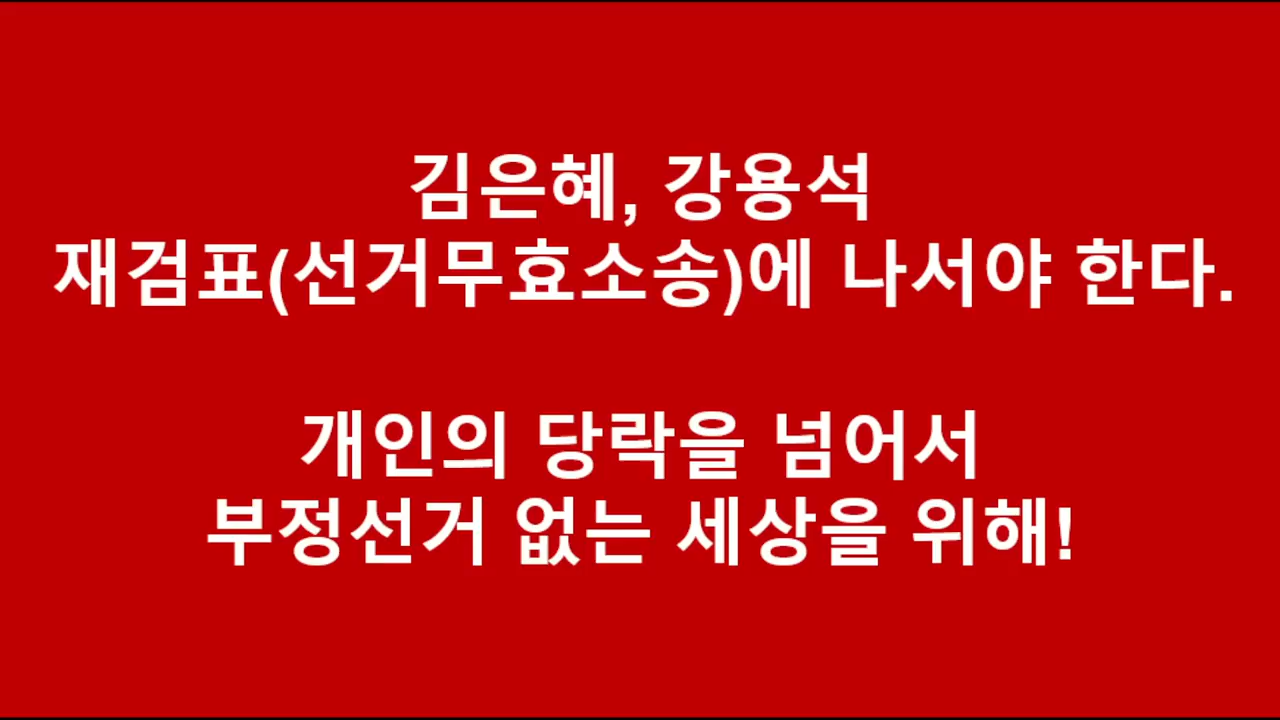 김은혜, 강용석
재검표(선거무효소송)에 나서야 한다.
개인의 당락을 넘어서
부정선거 없는 세상을 위해!